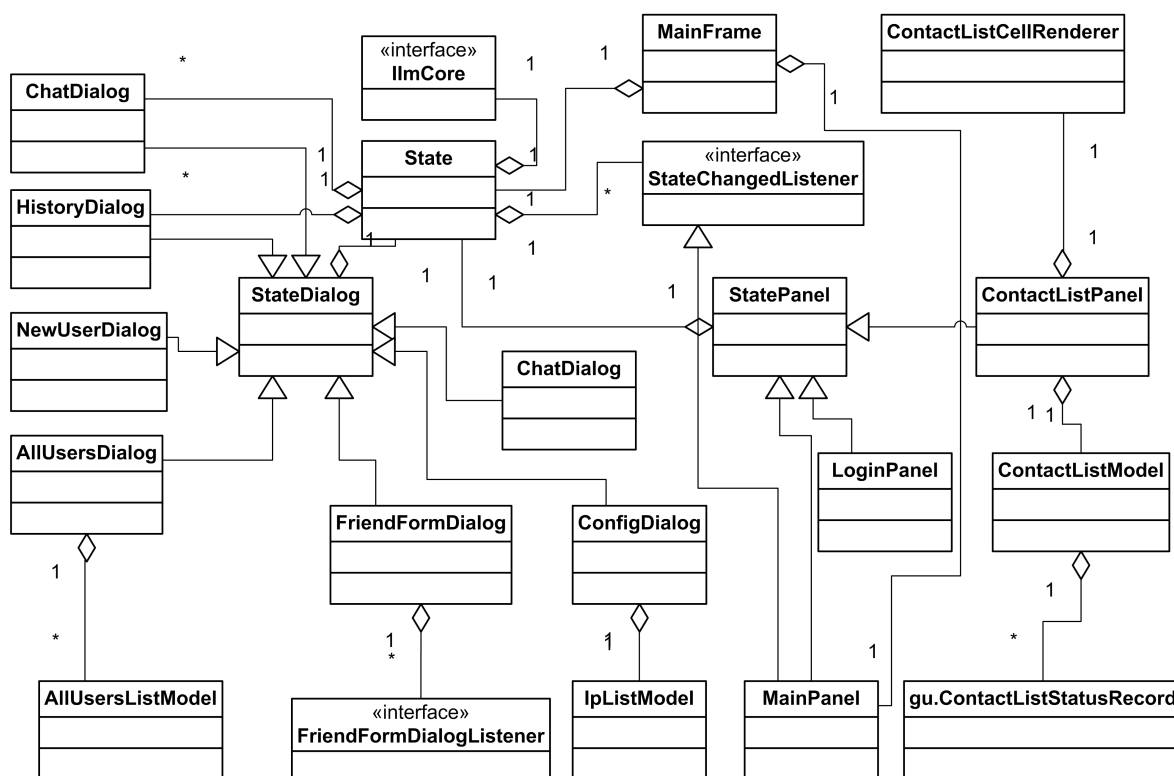 MainFrame
ContactListCellRenderer
«interface»
IImCore
1
*
1
ChatDialog
1
1
State
1
«interface»
StateChangedListener
1
*
1
1
*
HistoryDialog
1
1
1
1
1
1
StateDialog
StatePanel
ContactListPanel
NewUserDialog
ChatDialog
1
1
AllUsersDialog
LoginPanel
ContactListModel
FriendFormDialog
ConfigDialog
1
1
*
1
*
1
1
*
1
AllUsersListModel
«interface»
FriendFormDialogListener
IpListModel
MainPanel
gu.ContactListStatusRecord